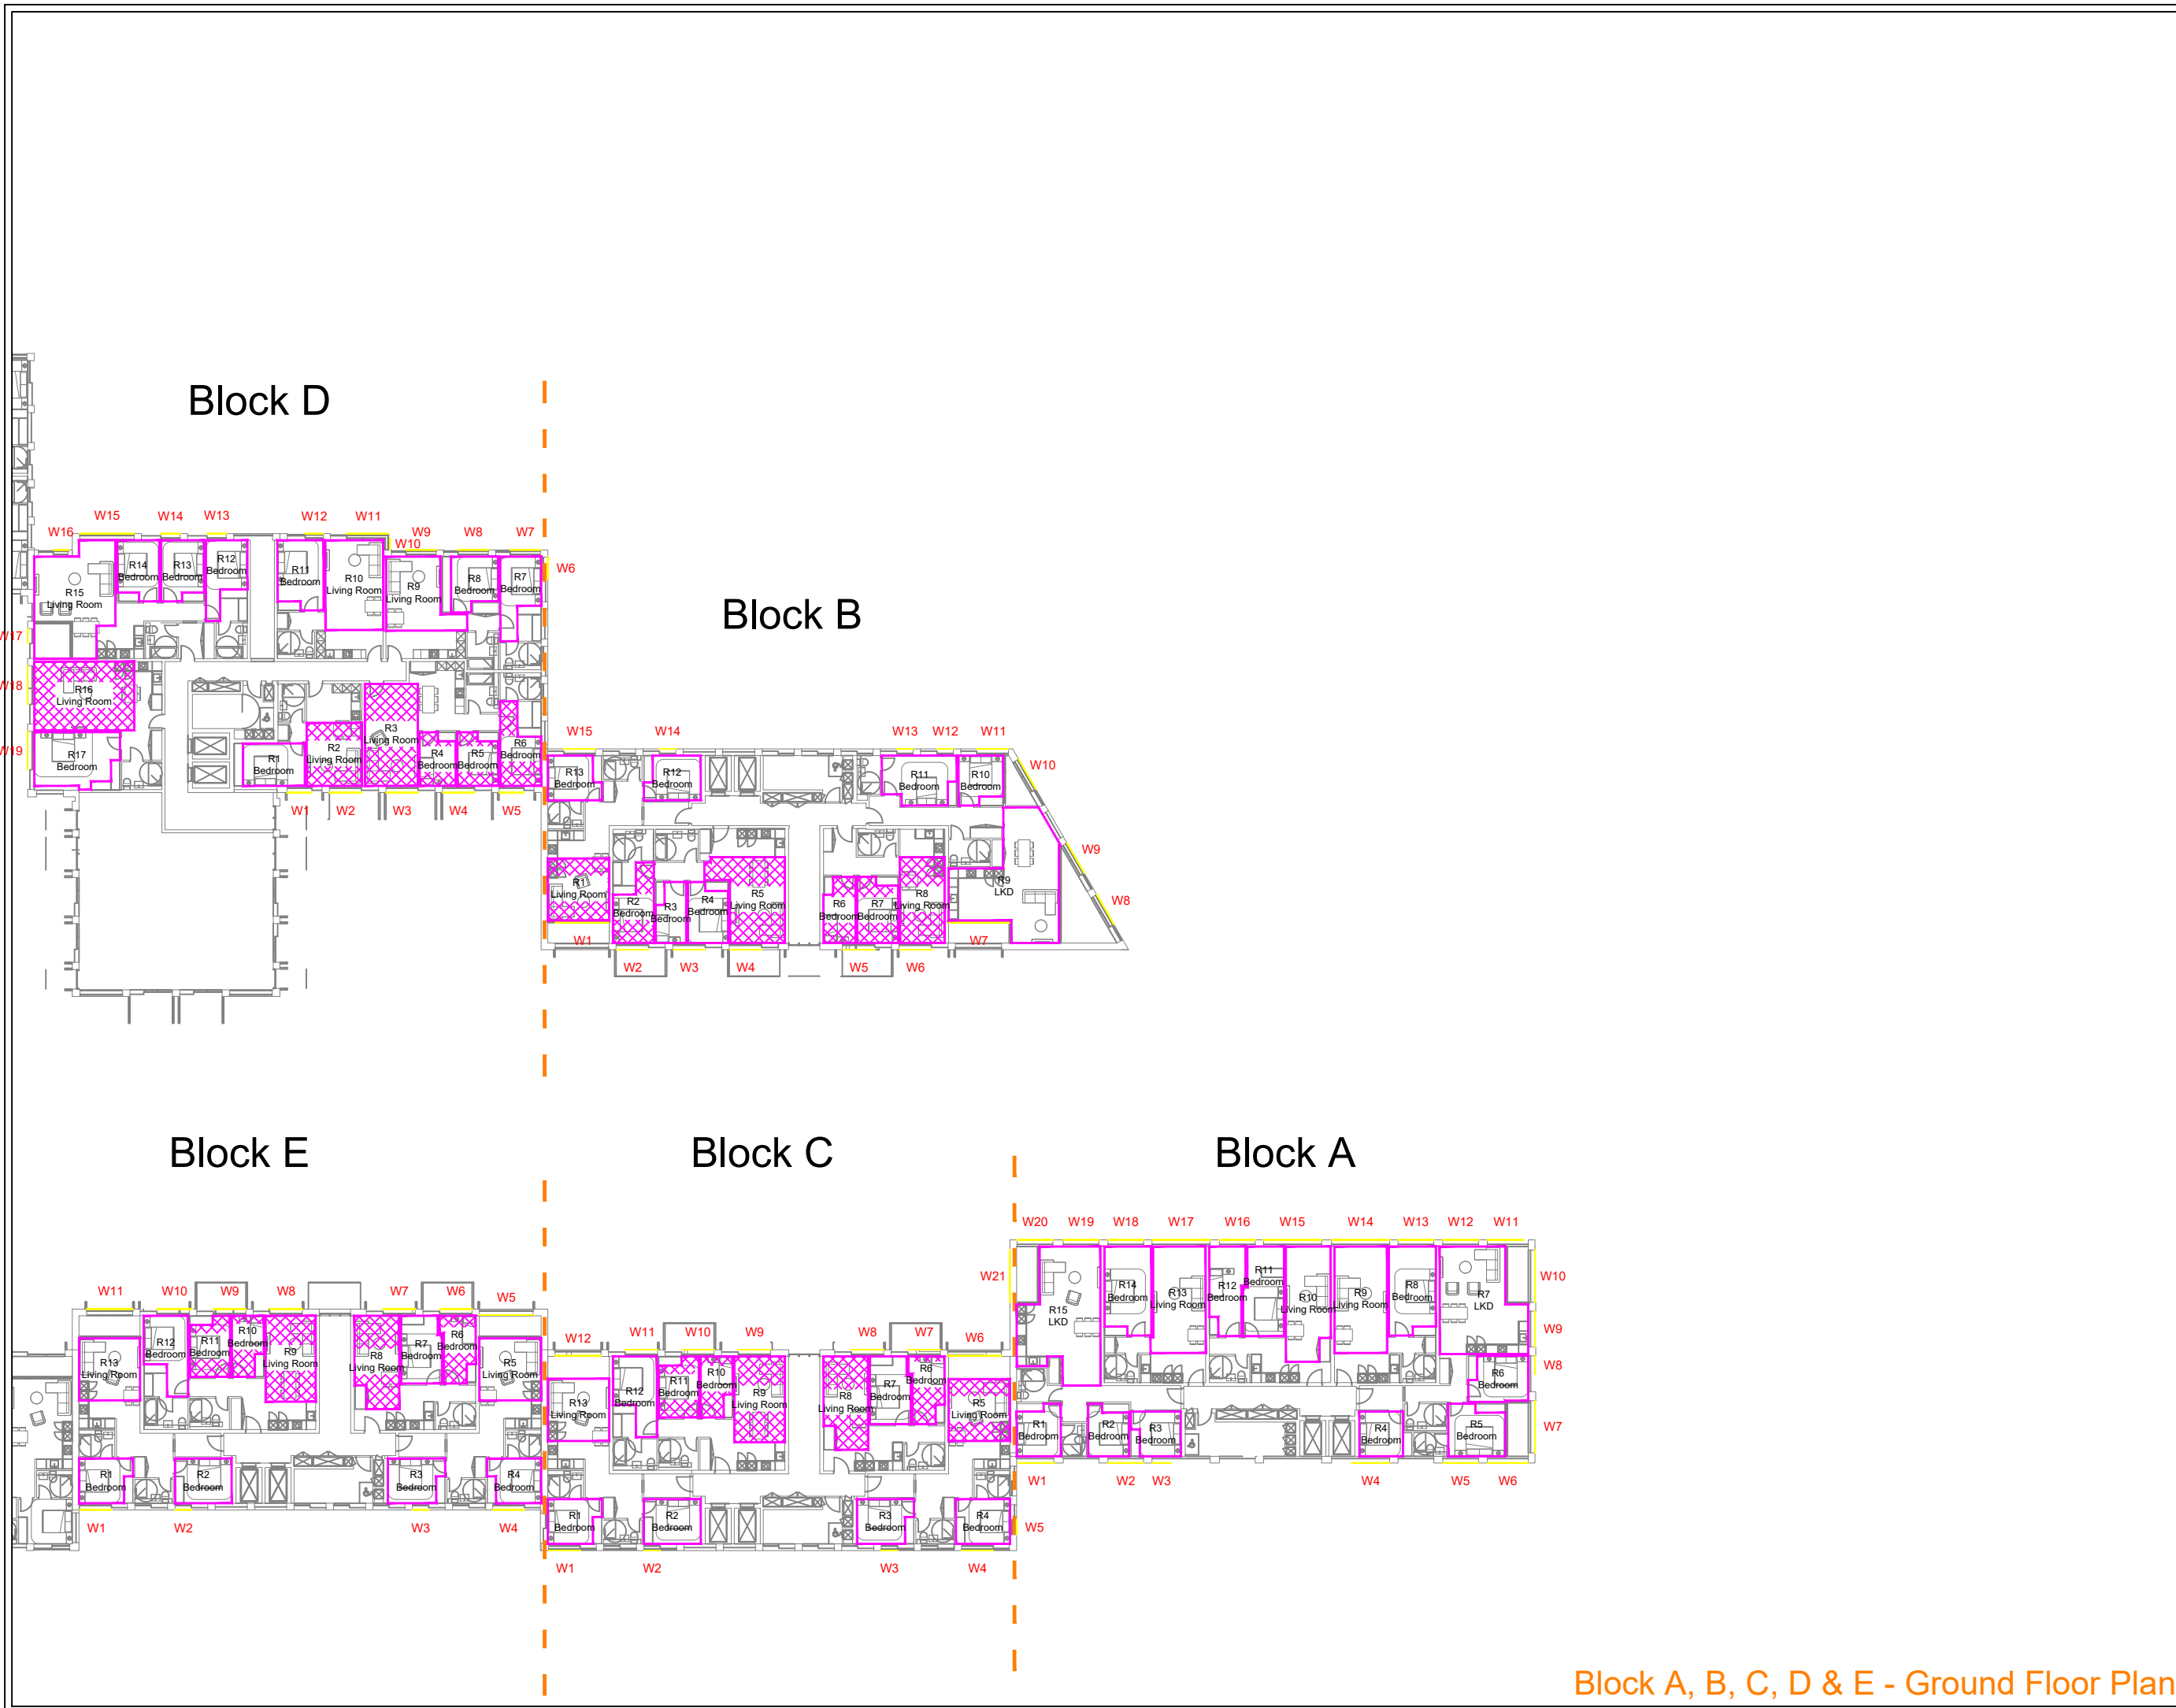 Block D
W16
W15
W14
W13
W12
W11
W10
W9
W8
W7
W6
R15
Living Room
R14
Bedroom
R13
Bedroom
R12
Bedroom
R11
Bedroom
R10
Living Room
R9
Living Room
R8
Bedroom
R7
Bedroom
W17
W18
W19
R16
Living Room
R17
Bedroom
R1
Bedroom
R2
Living Room
R3
Living Room
R4
Bedroom
R5
Bedroom
R6
Bedroom
W1
W2
W3
W4
W5
Block B
W15
W14
W13
W12
W11
W10
W9
W8
R13
Bedroom
R12
Bedroom
R11
Bedroom
R10
Bedroom
R1
Living Room
R2
Bedroom
R3
Bedroom
R4
Bedroom
R5
Living Room
R6
Bedroom
R7
Bedroom
R8
Living Room
R9
LKD
W1
W2
W3
W4
W5
W6
W7
Block E
W11
W10
W9
W8
W7
W6
W5
R13
Living Room
R12
Bedroom
R11
Bedroom
R10
Bedroom
R9
Living Room
R8
Living Room
R7
Bedroom
R6
Bedroom
R5
Living Room
R1
Bedroom
R2
Bedroom
R3
Bedroom
R4
Bedroom
W1
W2
W3
W4
Block C
W12
W11
W10
W9
W8
W7
W6
R13
Living Room
R12
Bedroom
R11
Bedroom
R10
Bedroom
R9
Living Room
R8
Living Room
R7
Bedroom
R6
Bedroom
R5
Living Room
R1
Bedroom
R2
Bedroom
R3
Bedroom
R4
Bedroom
W5
W1
W2
W3
W4
Block A
W20
W19
W18
W17
W16
W15
W14
W13
W12
W11
W21
W10
W9
W8
W7
R15
LKD
R14
Bedroom
R13
Living Room
R12
Bedroom
R11
Bedroom
R10
Living Room
R9
Living Room
R8
Bedroom
R7
LKD
R6
Bedroom
R1
Bedroom
R2
Bedroom
R3
Bedroom
R4
Bedroom
R5
Bedroom
W1
W2
W3
W4
W5
W6
Block A, B, C, D & E - Ground Floor Plan